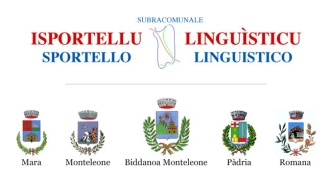 SUBRACOMUNALE
ISPORTELLU LINGUÌSTICU
SPORTELLO LINGUISTICO
Mara Monteleone Biddanoa Monteleone Pàdria Romana